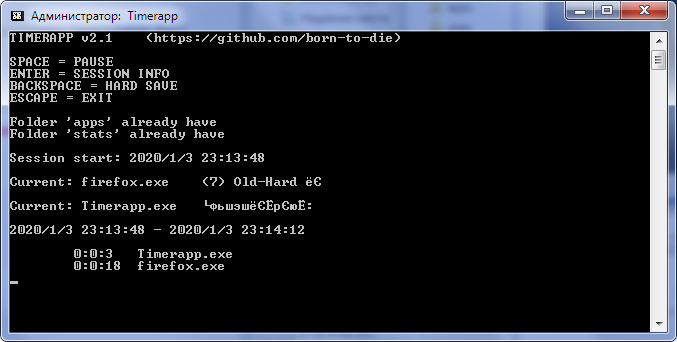 Администратор: Timerapp
TIMERAPP v2.1 (https://github.com/born-to-die)
SPACE = PAUSE
ENTER = SESSION INFO
BACKSPACE = HARD SAVE
ESCAPE = EXIT
Folder 'apps' already have
Folder 'stats' already have
Session start: 2020/1/3 23:13:48
Current: firefox.exe (7) Old-Hard ёЄ
Current: Timerapp.exe └фьшэшёЄЁрЄюЁ:
2020/1/3 23:13:48 - 2020/1/3 23:14:12
0:0:3 Timerapp.exe
0:0:18 firefox.exe